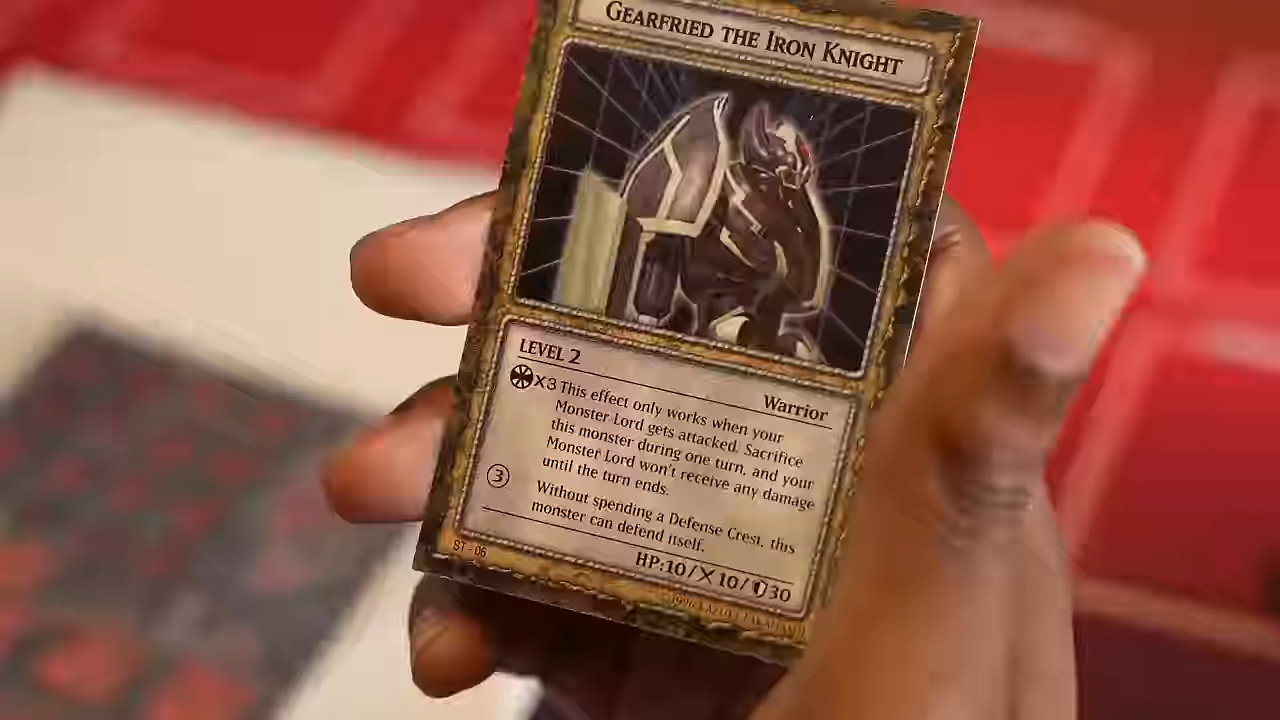 GEARFRIED THE IRON KNIGHT
LEVEL 2
Warrior
X3 This effect only works when your
Monster Lord gets attacked. Sacrifice
this monster during one turn, and your
Monster Lord won't receive any damage
until the turn ends.
3 Without spending a Defense Crest, this
monster can defend itself.
HP:10/X10/30
ST-06